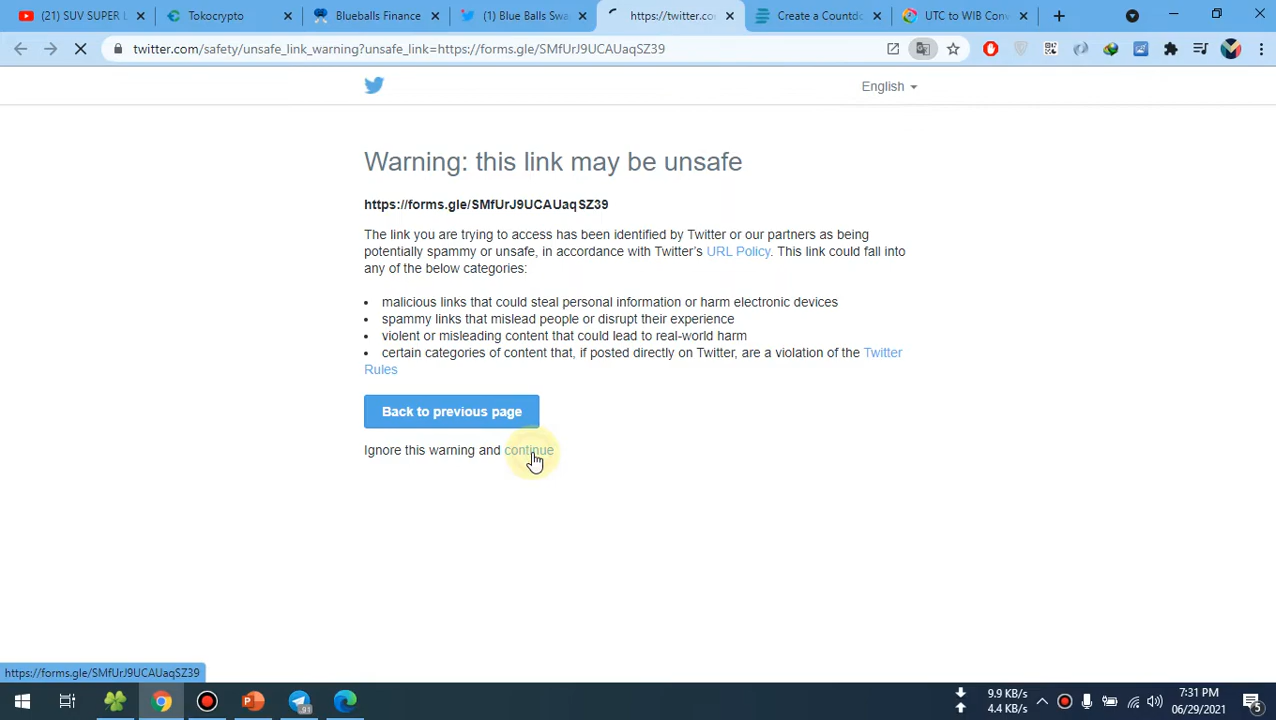 (21) SUV SUPER L
Tokocrypto
Blueballs Finance
(1) Blue Balls Swa
https://twitter.co
Create a Countdo
UTC to WIB Conv
twitter.com/safety/unsafe_link_warning?unsafe_link=https://forms.gle/SMfUrJ9UCAUaqSZ39
English
Warning: this link may be unsafe
https://forms.gle/SMfUrJ9UCAUaqSZ39
The link you are trying to access has been identified by Twitter or our partners as being
potentially spammy or unsafe, in accordance with Twitter’s URL Policy. This link could fall into
any of the below categories:
• malicious links that could steal personal information or harm electronic devices
• spammy links that mislead people or disrupt their experience
• violent or misleading content that could lead to real-world harm
• certain categories of content that, if posted directly on Twitter, are a violation of the Twitter
Rules
Back to previous page
Ignore this warning and continue
https://forms.gle/SMfUrJ9UCAUaqSZ39
91
9.9 KB/s
4.4 KB/s
7:31 PM
06/29/2021
5